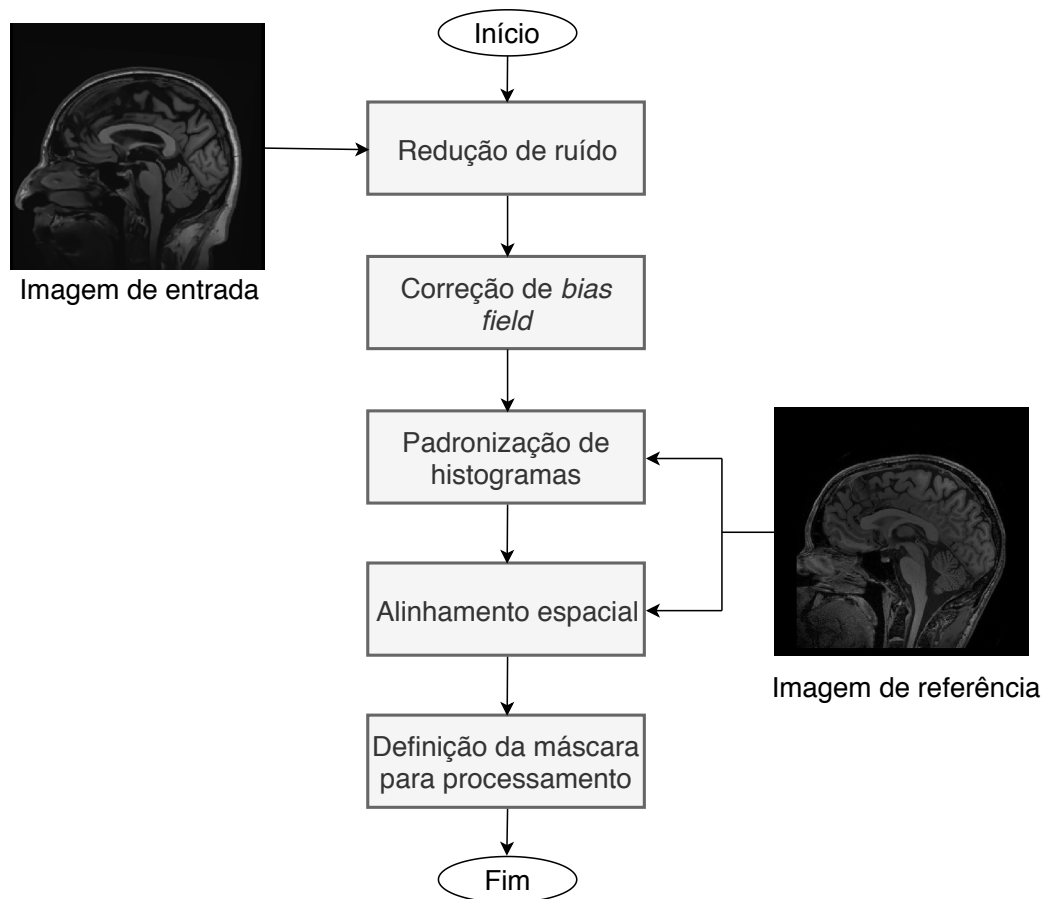 Início
Redução de ruído
Imagem de entrada
Correção de bias
field
Padronização de
histogramas
Alinhamento espacial
Imagem de referência
Definição da máscara
para processamento
Fim